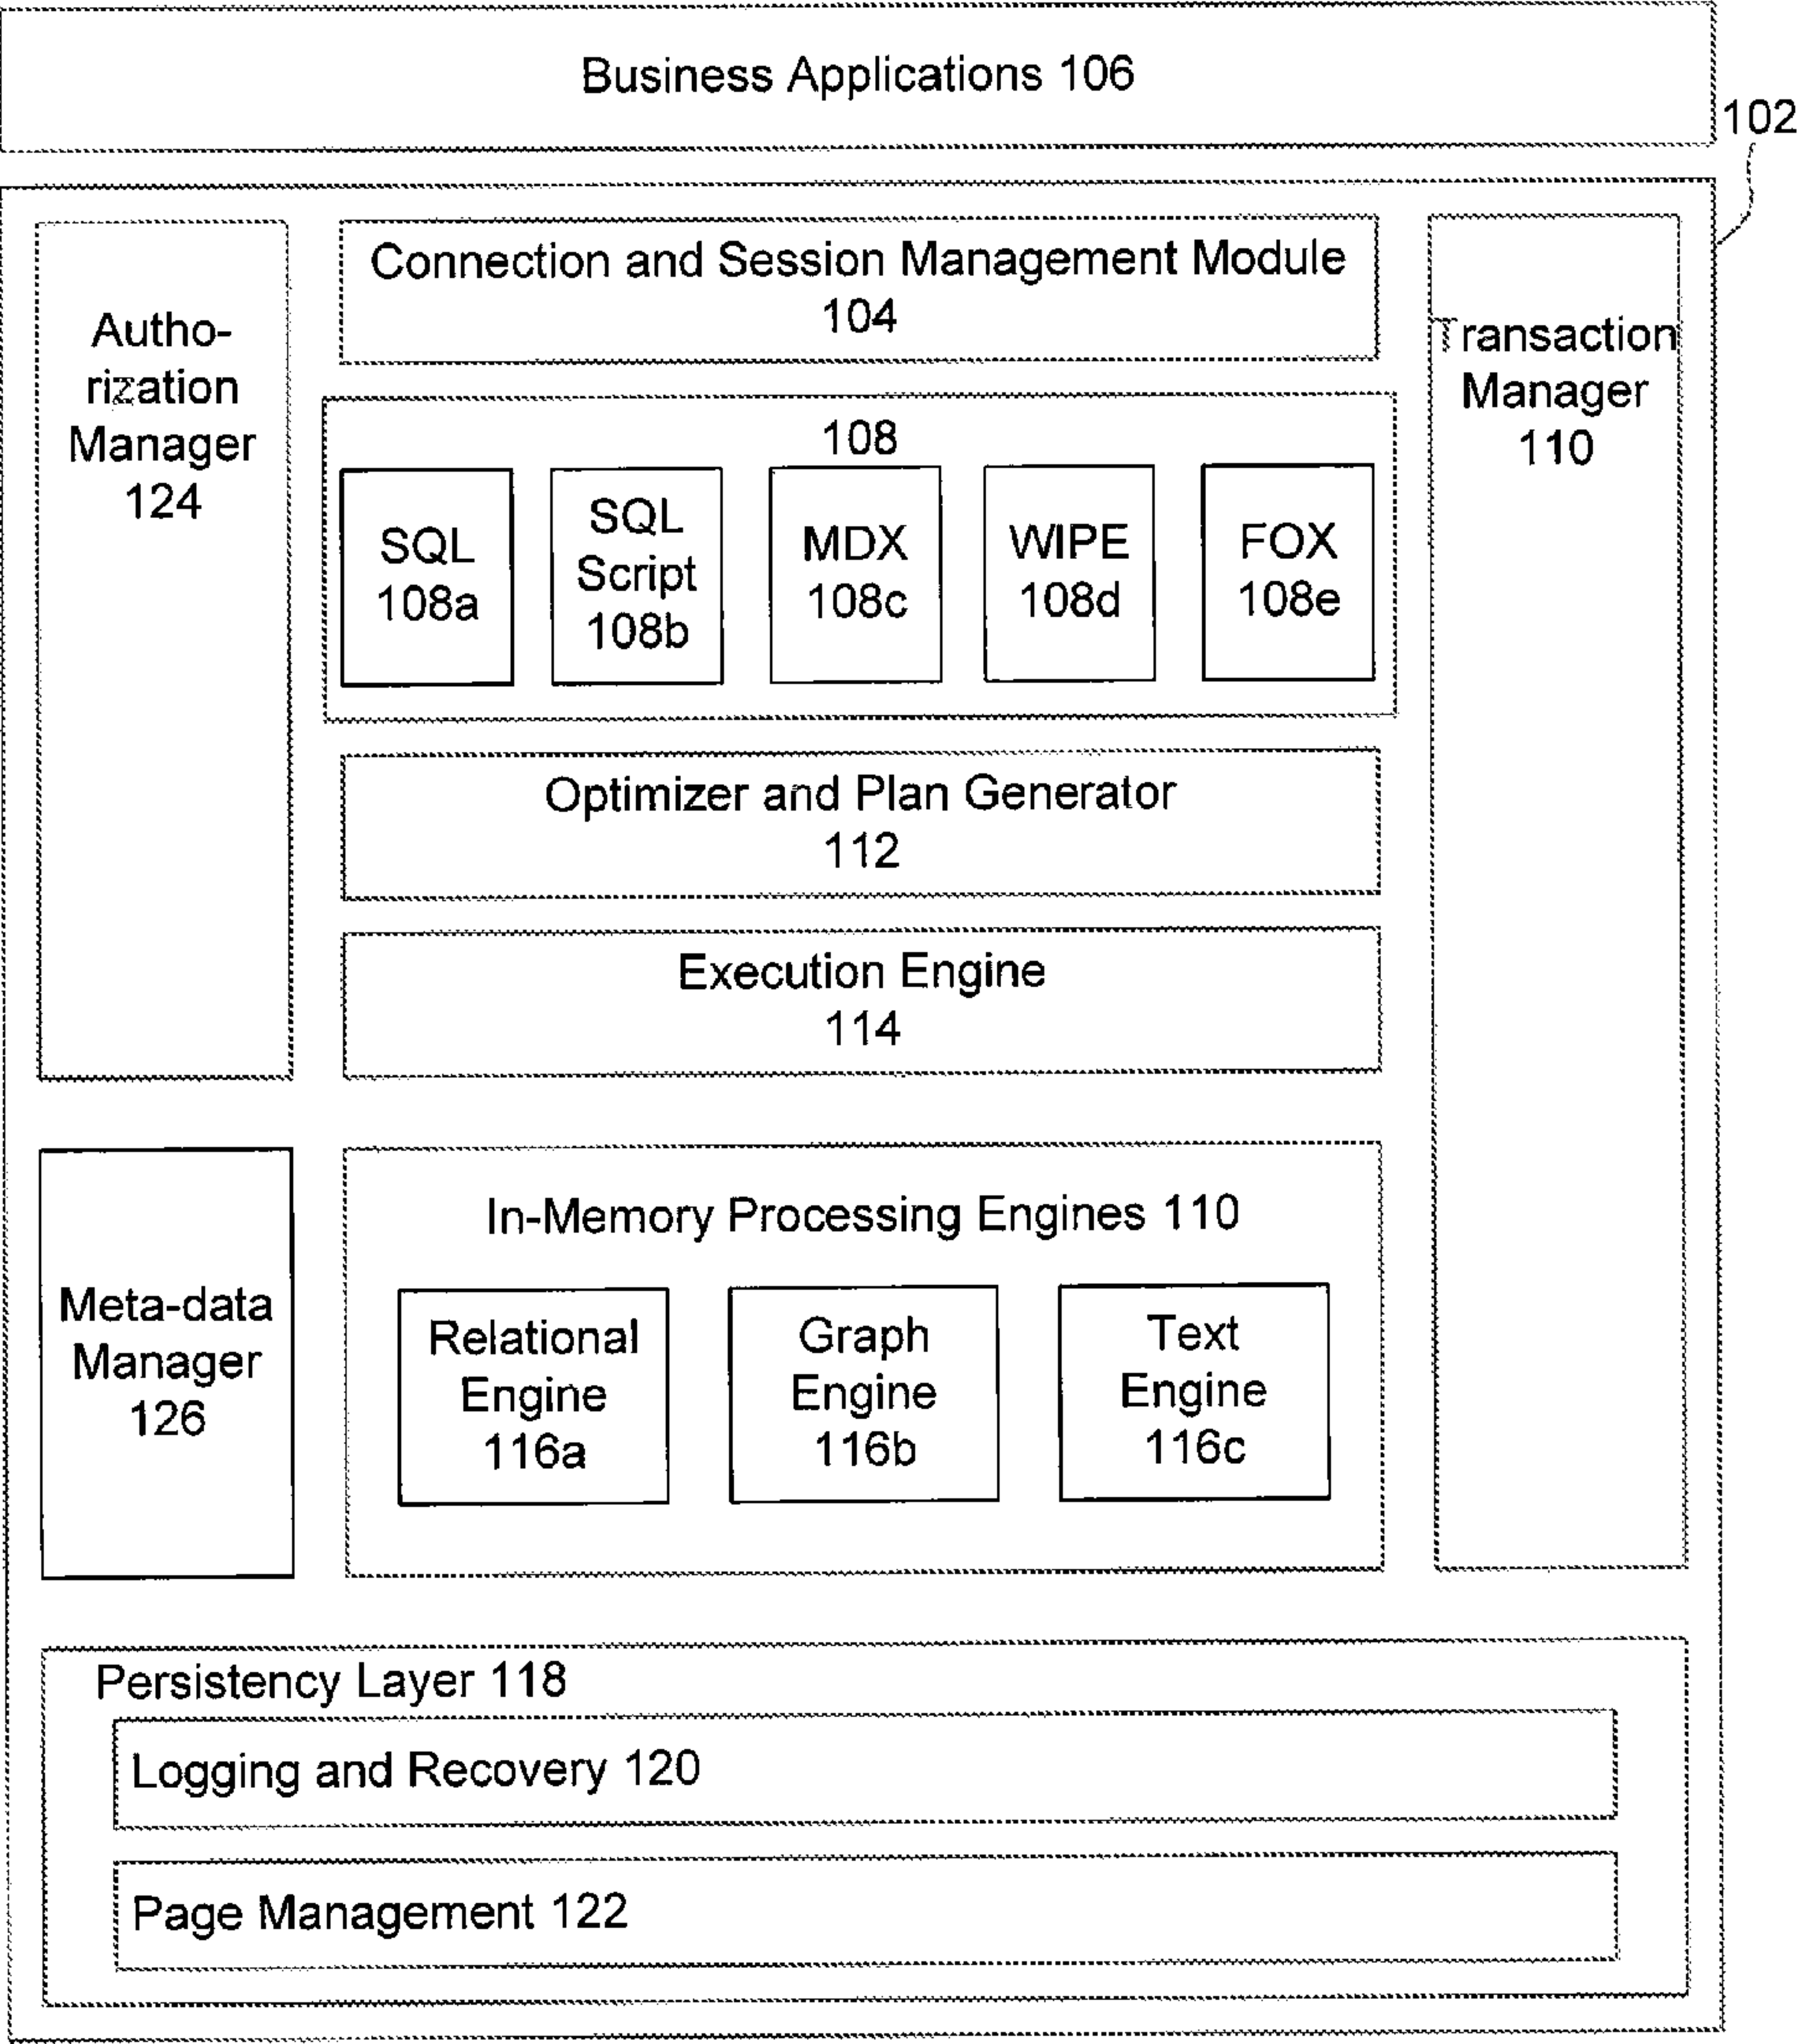 Business Applications 106
102
Autho-
rization
Manager
124
Connection and Session Management Module
104
Transaction
Manager
110
108
SQL
108a
SQL
Script
108b
MDX
108c
WIPE
108d
FOX
108e
Optimizer and Plan Generator
112
Execution Engine
114
Meta-data
Manager
126
In-Memory Processing Engines 110
Relational
Engine
116a
Graph
Engine
116b
Text
Engine
116c
Persistency Layer 118
Logging and Recovery 120
Page Management 122